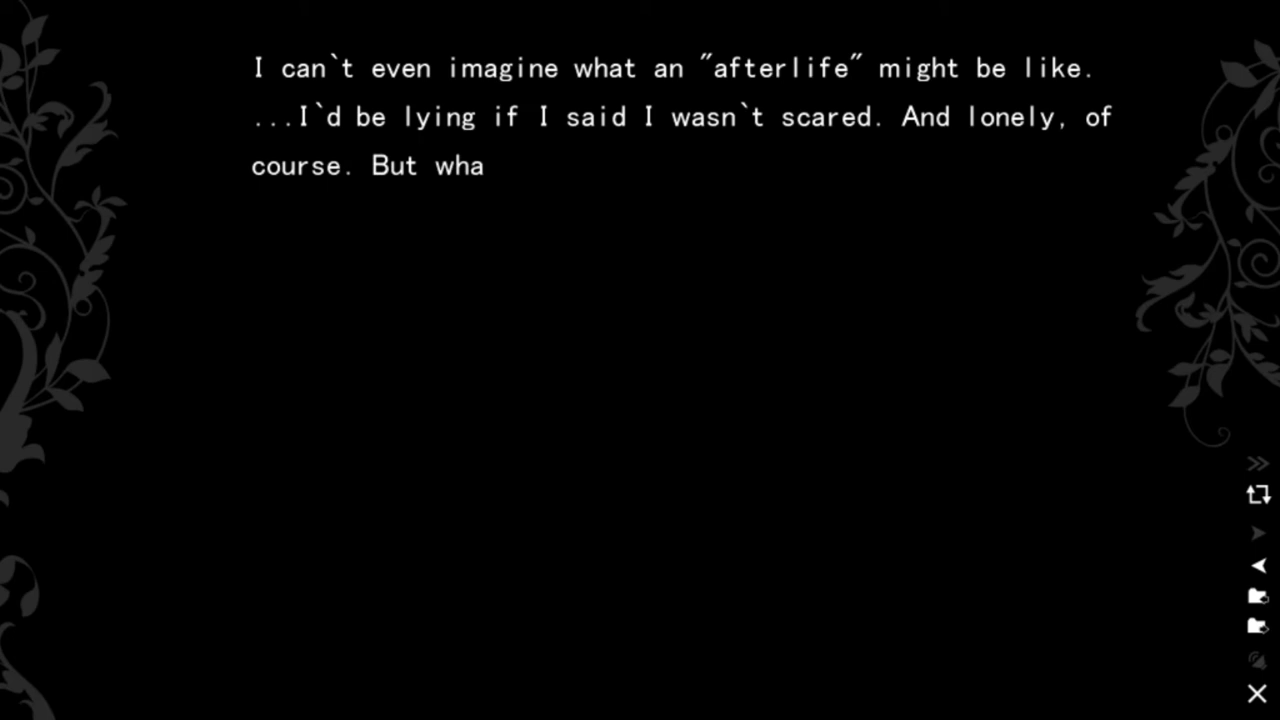 I can`t even imagine what an "afterlife" might be like.
...I`d be lying if I said I wasn`t scared. And lonely, of
course. But wha